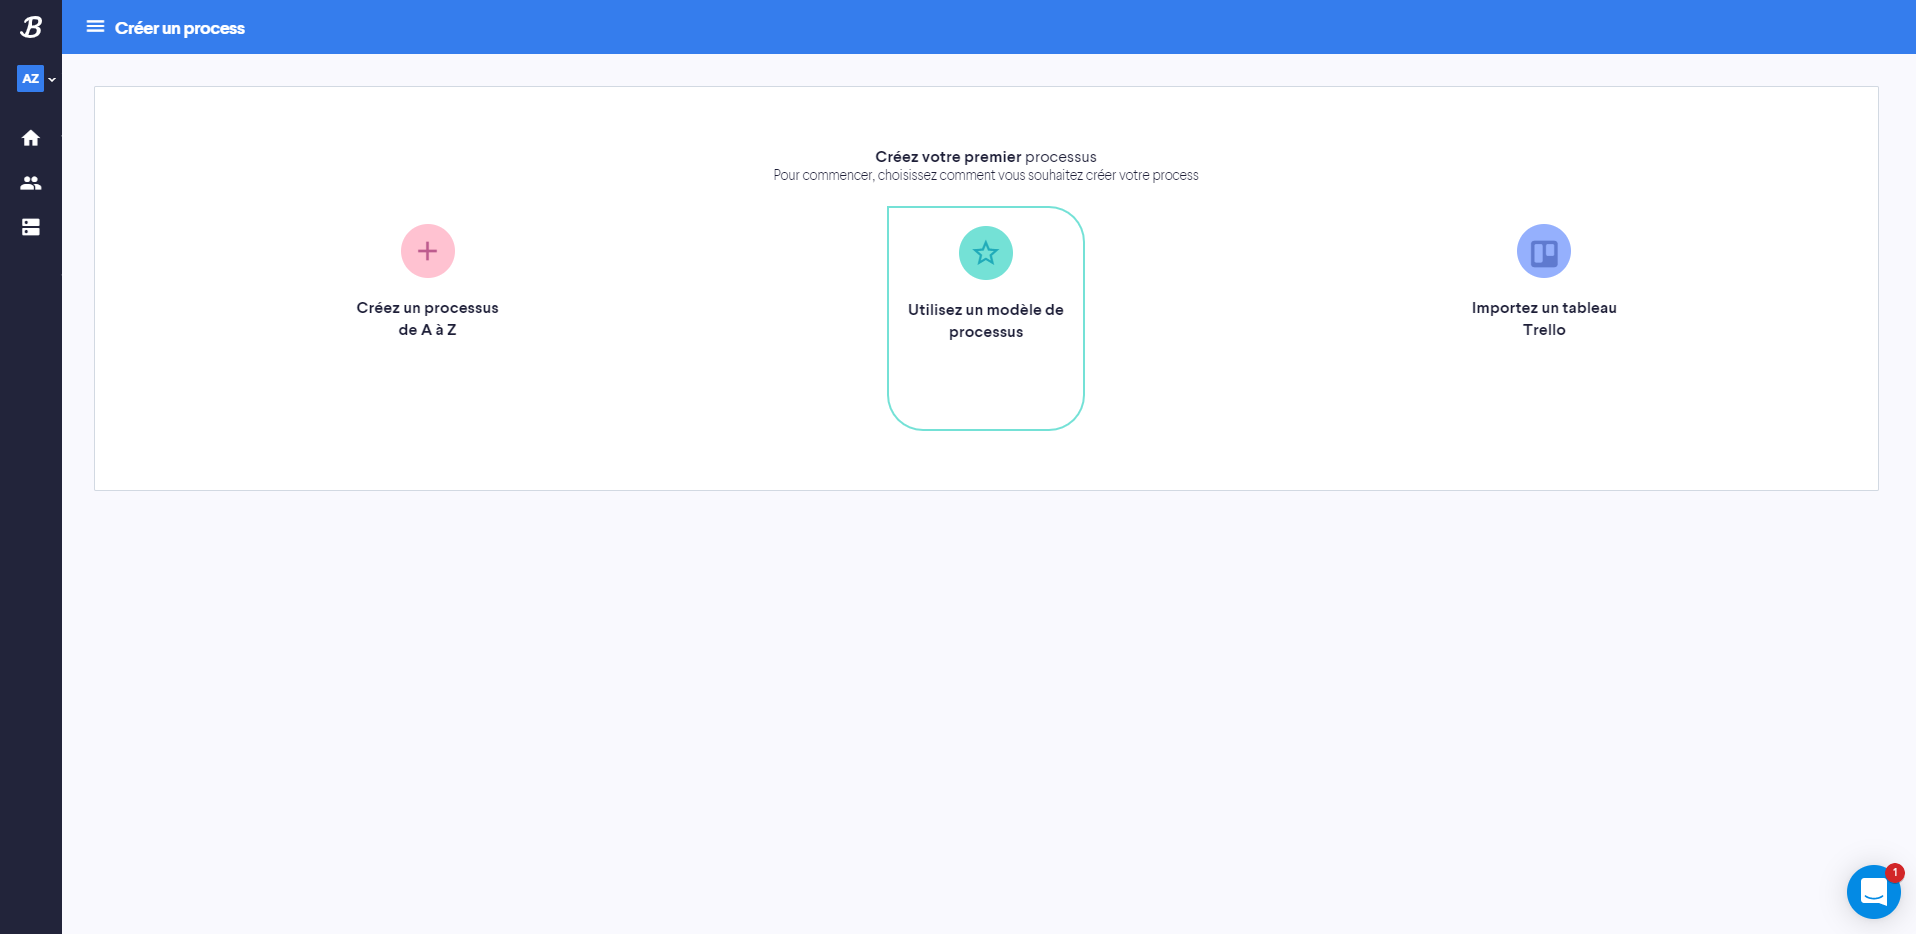 B
Créer un process
AZ
Créez votre premier processus
Pour commencer, choisissez comment vous souhaitez créer votre process
Créez un processus
de A à Z
Utilisez un modèle de
processus
Importez un tableau
Trello
1